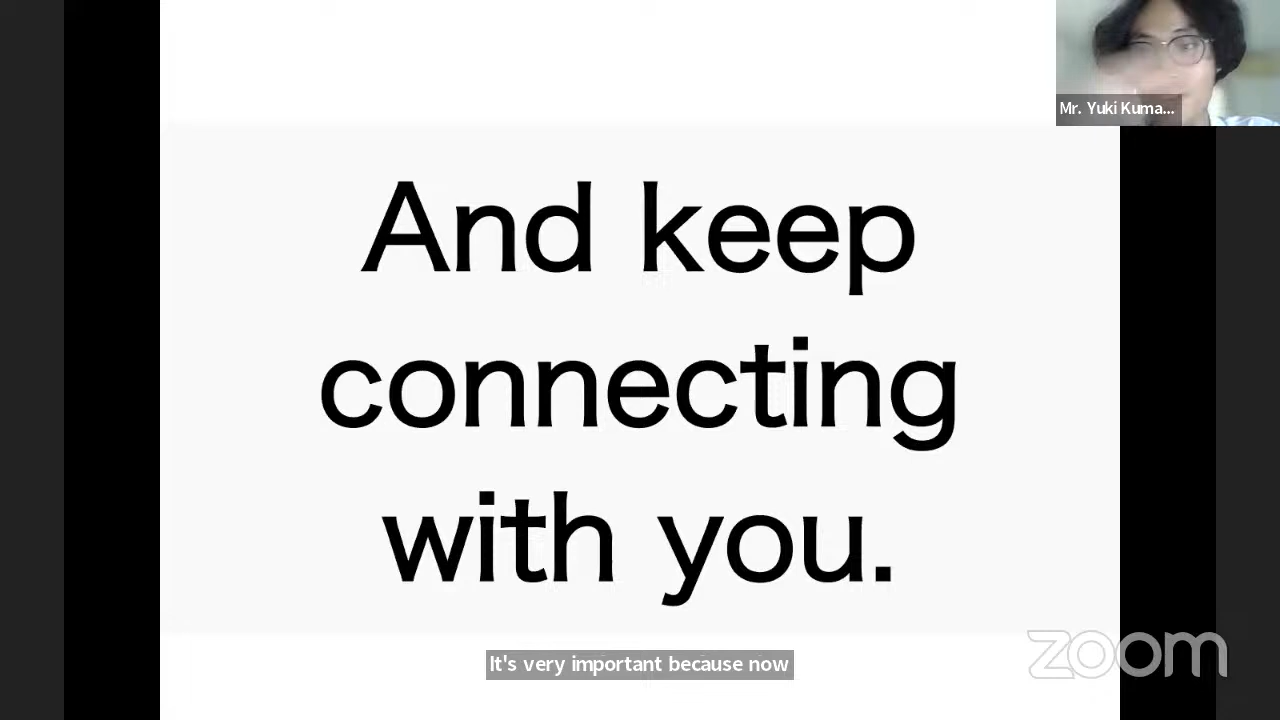 Mr. Yuki Kuma...
And keep
connecting
with you.
It's very important because now
zoom